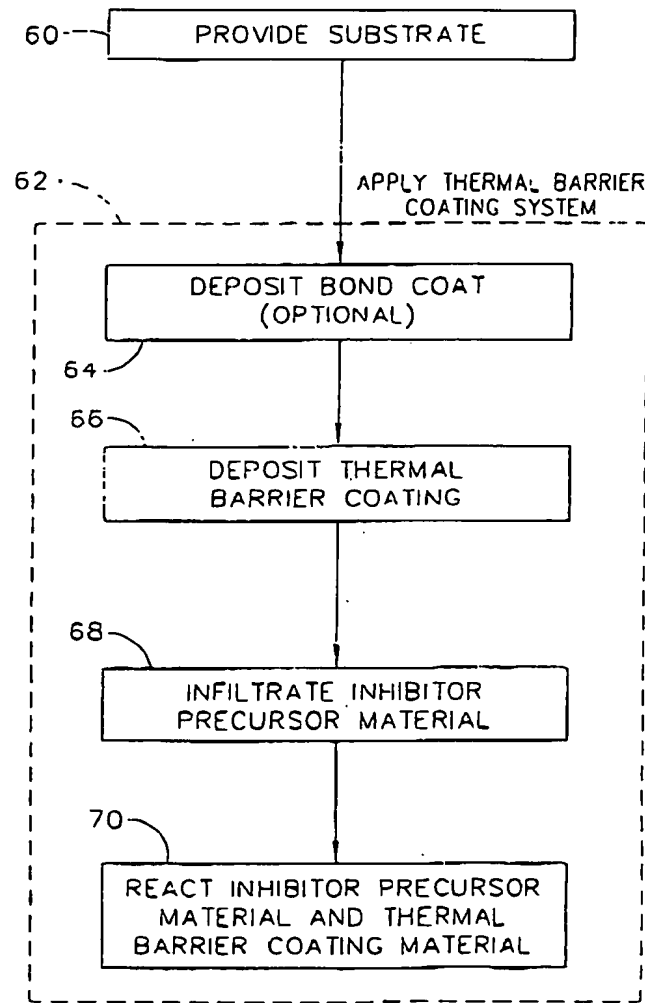 60
PROVIDE SUBSTRATE
62
APPLY THERMAL BARRIER
COATING SYSTEM
DEPOSIT BOND COAT
(OPTIONAL)
64
66
DEPOSIT THERMAL
BARRIER COATING
68
INFILTRATE INHIBITOR
PRECURSOR MATERIAL
70
REACT INHIBITOR PRECURSOR
MATERIAL AND THERMAL
BARRIER COATING MATERIAL